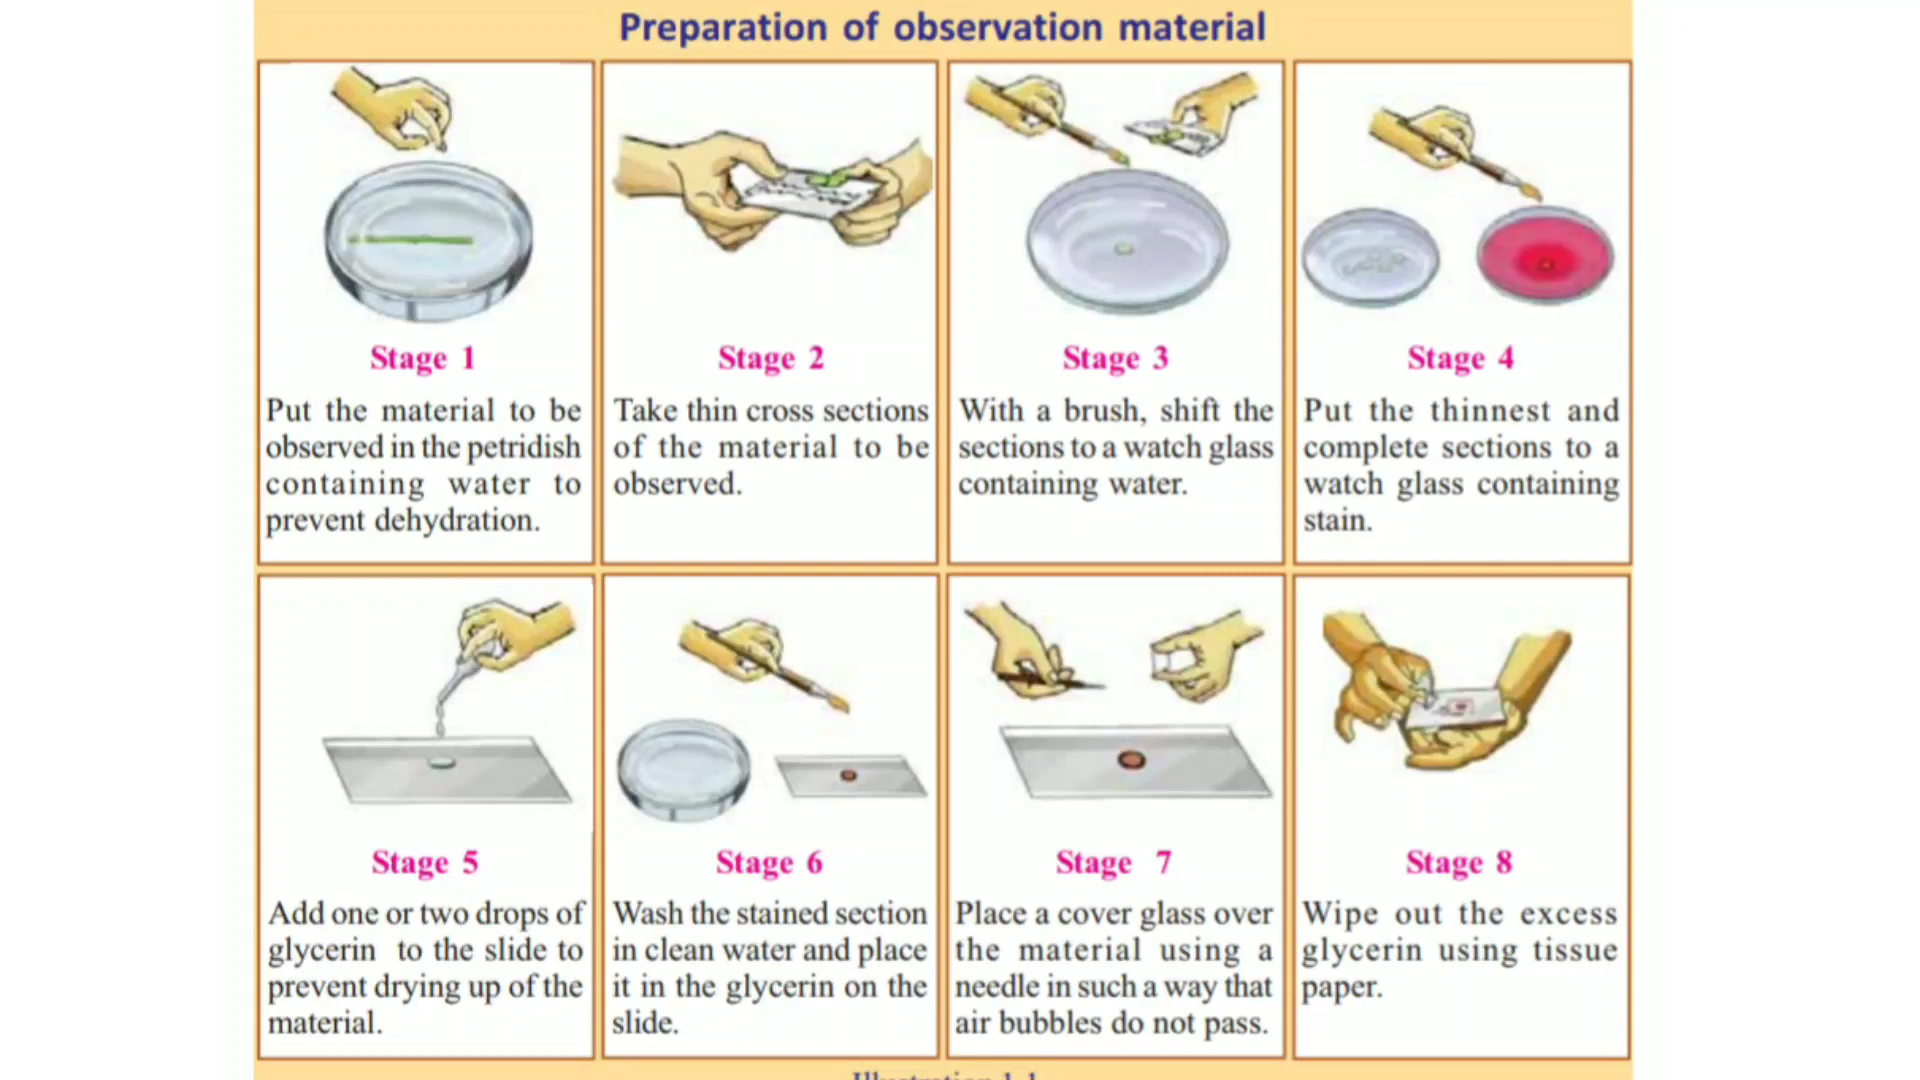 Preparation of observation material
Stage 1
Put the material to be
observed in the petridish
containing water to
prevent dehydration.
Stage 2
Take thin cross sections
of the material to be
observed.
Stage 3
With a brush, shift the
sections to a watch glass
containing water.
Stage 4
Put the thinnest and
complete sections to a
watch glass containing
stain.
Stage 5
Add one or two drops of
glycerin to the slide to
prevent drying up of the
material.
Stage 6
Wash the stained section
in clean water and place
it in the glycerin on the
slide.
Stage 7
Place a cover glass over
the material using a
needle in such a way that
air bubbles do not pass.
Stage 8
Wipe out the excess
glycerin using tissue
paper.
Illustration 1.1